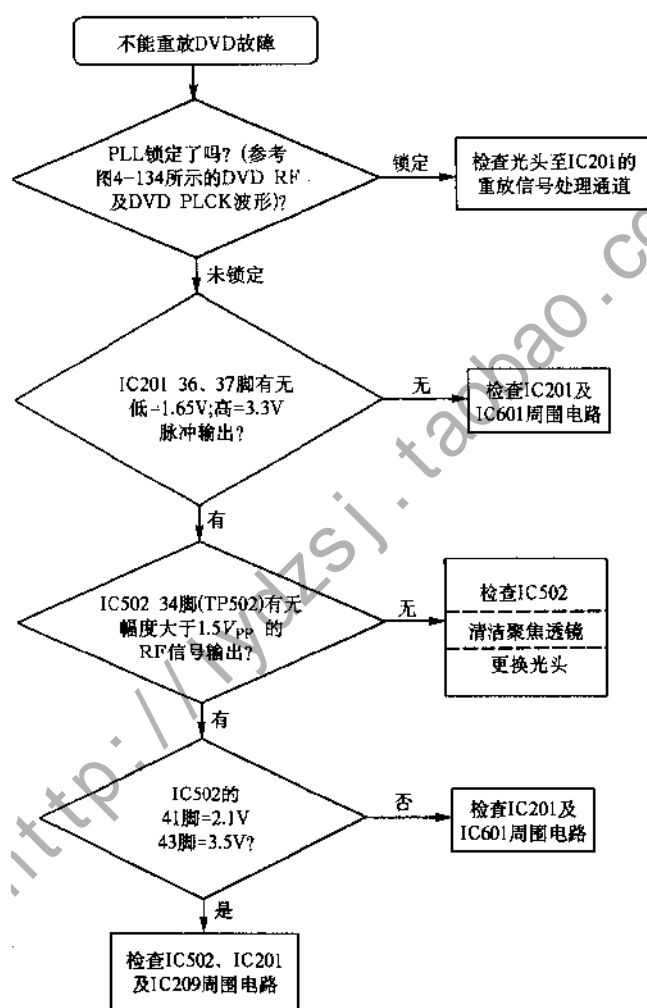 不能重放DVD故障
PLL锁定了吗？(参考
图4-134所示的DVD RF
及DVD PLCK波形)?
锁定
检查光头至IC201的
重放信号处理通道
未锁定
IC201 36、37脚有无
低=1.65V;高=3.3V
脉冲输出?
无
检查IC201及
IC601周围电路
有
IC502 34脚(TP502)有无
幅度大于1.5VPP 的
RF信号输出?
无
检查IC502
清洁聚焦透镜
更换光头
有
IC502的
41脚=2.1V
43脚=3.5V?
否
检查IC201及
IC601周围电路
是
检查IC502、IC201
及IC209周围电路
http://lydzsj.taobao.co